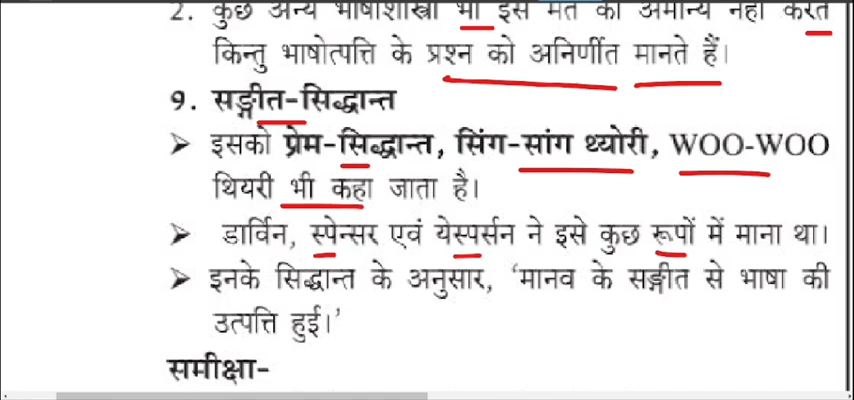 2. कुछ अन्य भाषाशास्त्री भी इस मत को अमान्य नहीं करते
किन्तु भाषोत्पत्ति के प्रश्न को अनिर्णीत मानते हैं।
9. सङ्गीत-सिद्धान्त
➤ इसको प्रेम-सिद्धान्त, सिंग-सांग थ्योरी, WOO-WOO
थियरी भी कहा जाता है।
➤ डार्विन, स्पेन्सर एवं येस्पर्सन ने इसे कुछ रूपों में माना था।
➤ इनके सिद्धान्त के अनुसार, 'मानव के सङ्गीत से भाषा की
उत्पत्ति हुई।'
समीक्षा-